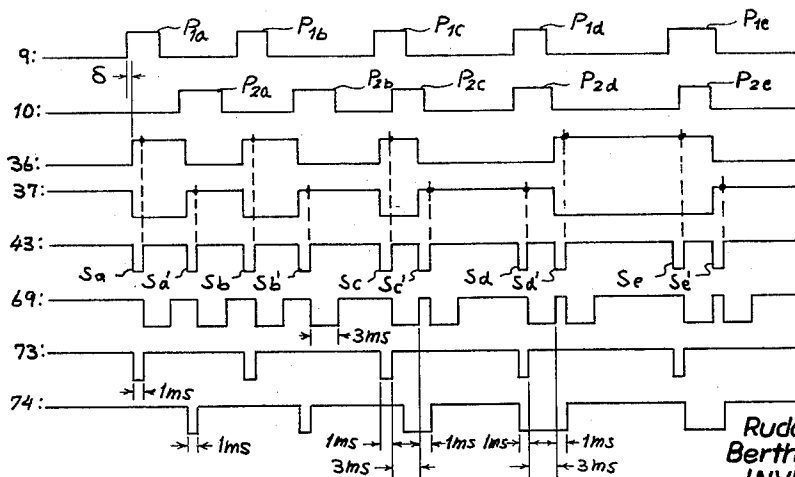 9: P1a P1b P1c P1d P1e
δ
10: P2a P2b P2c P2d P2e
36:
37:
43:
Sa Sa' Sb Sb' Sc Sc' Sd Sd' Se Se'
69:
3ms
73:
1ms
74:
1ms 1ms 1ms 1ms 1ms
3ms 3ms
Berth